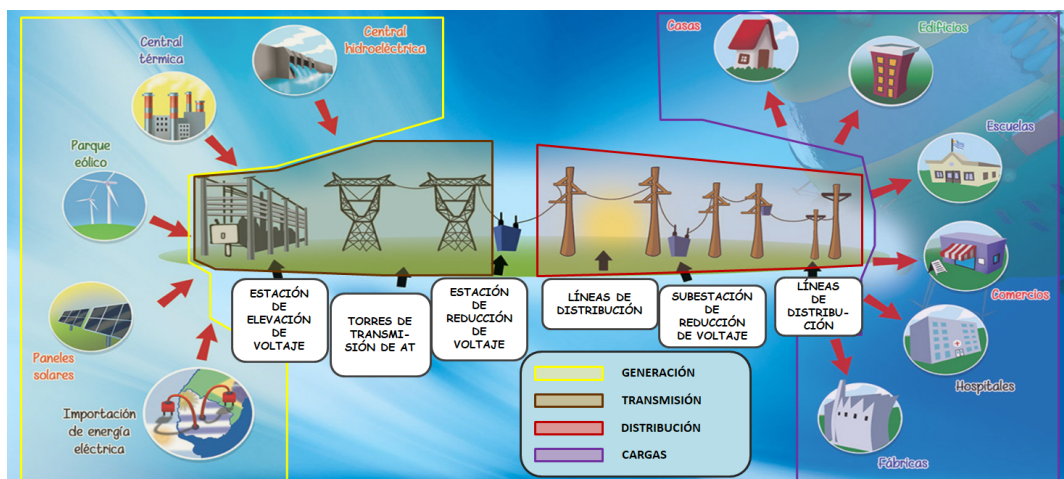 Central
térmica
Central
hidroeléctrica
Parque
eólico
Paneles
solares
Importación
de energía
eléctrica
ESTACIÓN
DE
ELEVACIÓN
DE
VOLTAJE
TORRES DE
TRANSMI-
SIÓN DE AT
ESTACIÓN
DE
REDUCCIÓN
DE
VOLTAJE
LÍNEAS DE
DISTRIBUCIÓN
SUBESTACIÓN
DE
REDUCCIÓN
DE VOLTAJE
LÍNEAS
DE
DISTRIBU-
CIÓN
Casas
Edificios
Escuelas
Comercios
Hospitales
Fábricas
GENERACIÓN
TRANSMISIÓN
DISTRIBUCIÓN
CARGAS